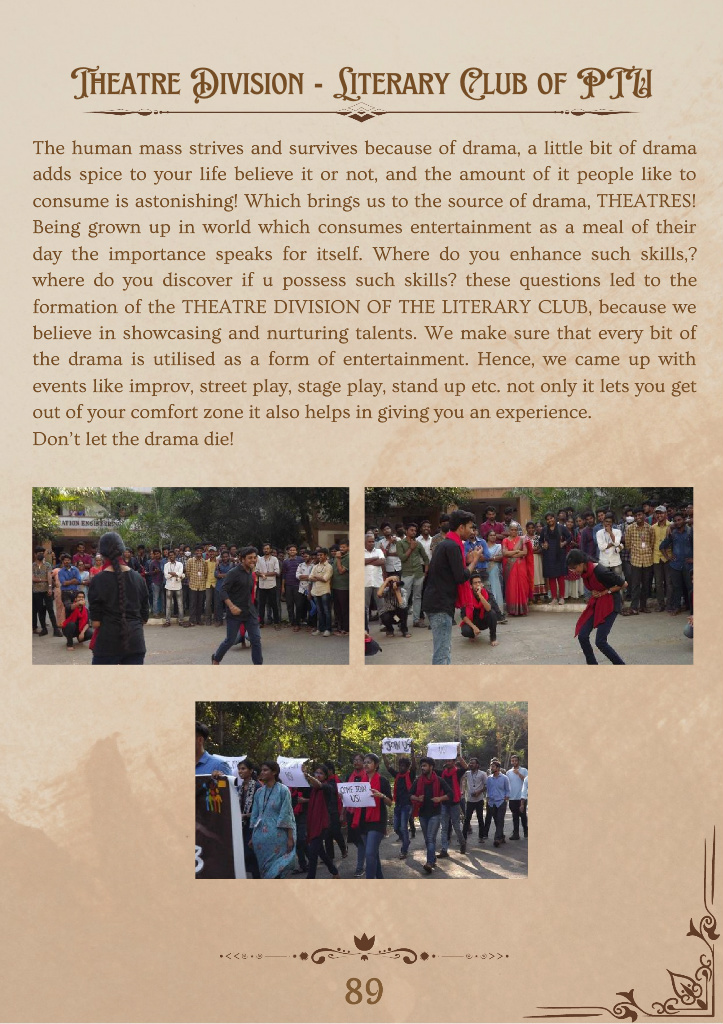 Theatre Division - Literary Club of PTU
The human mass strives and survives because of drama, a little bit of drama
adds spice to your life believe it or not, and the amount of it people like to
consume is astonishing! Which brings us to the source of drama, THEATRES!
Being grown up in world which consumes entertainment as a meal of their
day the importance speaks for itself. Where do you enhance such skills,?
where do you discover if u possess such skills? these questions led to the
formation of the THEATRE DIVISION OF THE LITERARY CLUB, because we
believe in showcasing and nurturing talents. We make sure that every bit of
the drama is utilised as a form of entertainment. Hence, we came up with
events like improv, street play, stage play, stand up etc. not only it lets you get
out of your comfort zone it also helps in giving you an experience.
Don't let the drama die!
JOIN US
COME JOIN
US!
89